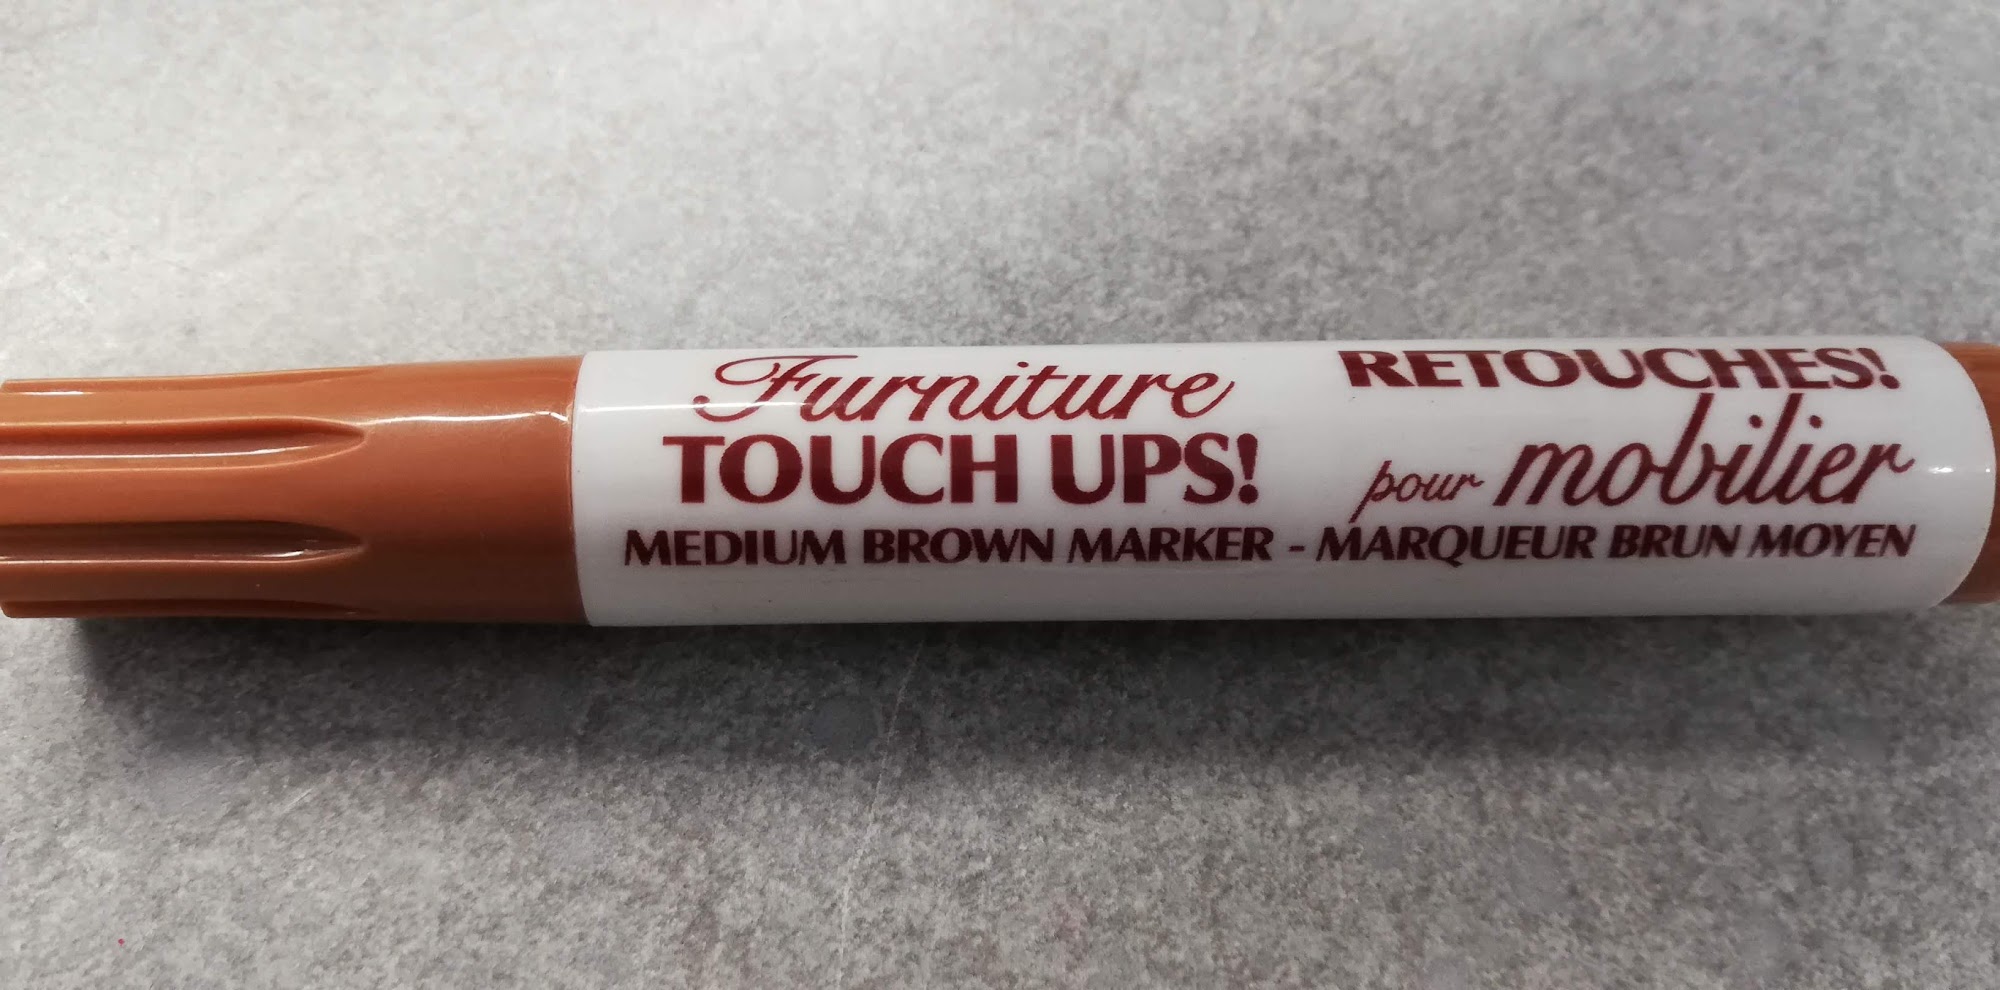 Furniture
TOUCH UPS!
RETOUCHES!
pour mobilier
MEDIUM BROWN MARKER - MARQUEUR BRUN MOYEN